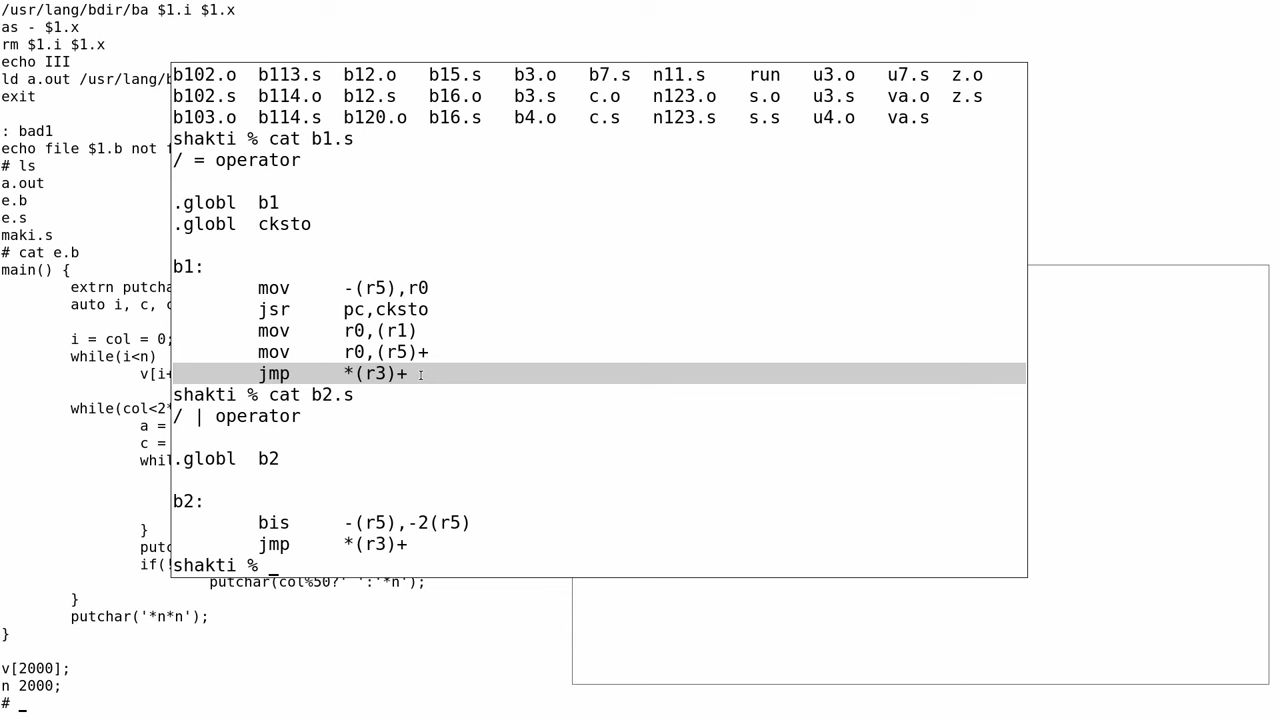 /usr/lang/bdir/ba $1.i $1.x
as - $1.x
rm $1.i $1.x
echo III
ld a.out /usr/lang/b
exit
: bad1
echo file $1.b not f
# ls
a.out
e.b
e.s
maki.s
# cat e.b
main() {
extrn putcha
auto i, c, c
i = col = 0;
while(i<n)
v[i+
while(col<2*
a =
c =
whil
}
putc
if(!
putchar(col%50?' ':'*n');
}
putchar('*n*n');
}
v[2000];
n 2000;
# _
b102.o b113.s b12.o b15.s b3.o b7.s n11.s run u3.o u7.s z.o
b102.s b114.o b12.s b16.o b3.s c.o n123.o s.o u3.s va.o z.s
b103.o b114.s b120.o b16.s b4.o c.s n123.s s.s u4.o va.s
shakti % cat b1.s
/ = operator
.globl b1
.globl cksto
b1:
mov -(r5),r0
jsr pc,cksto
mov r0,(r1)
mov r0,(r5)+
jmp *(r3)+
shakti % cat b2.s
/ | operator
.globl b2
b2:
bis -(r5),-2(r5)
jmp *(r3)+
shakti % _